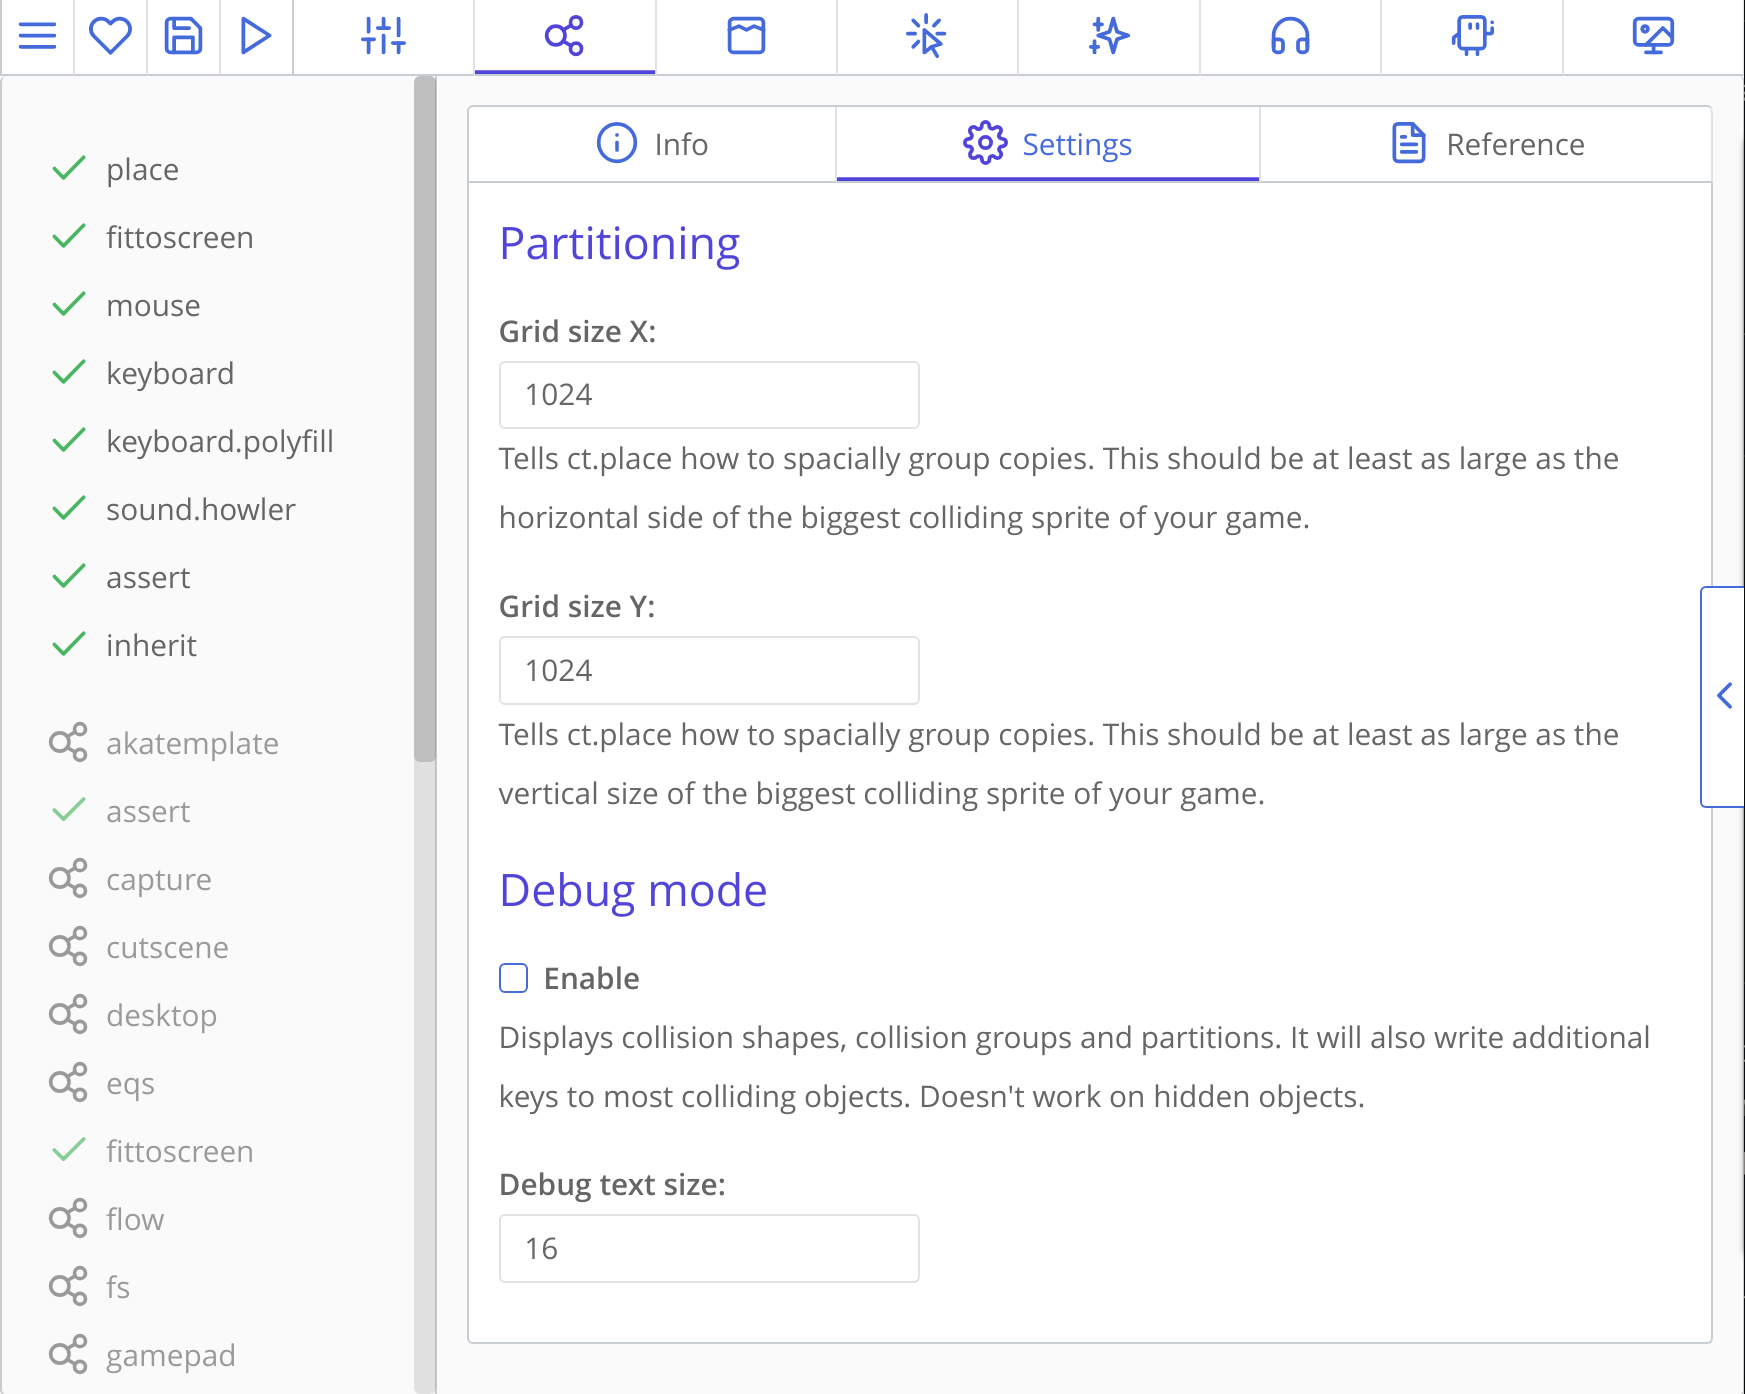 place
fittoscreen
mouse
keyboard
keyboard.polyfill
sound.howler
assert
inherit
akatemplate
assert
capture
cutscene
desktop
eqs
fittoscreen
flow
fs
gamepad
Info
Settings
Reference
Partitioning
Grid size X:
1024
Tells ct.place how to spacially group copies. This should be at least as large as the
horizontal side of the biggest colliding sprite of your game.
Grid size Y:
1024
Tells ct.place how to spacially group copies. This should be at least as large as the
vertical size of the biggest colliding sprite of your game.
Debug mode
Enable
Displays collision shapes, collision groups and partitions. It will also write additional
keys to most colliding objects. Doesn't work on hidden objects.
Debug text size:
16